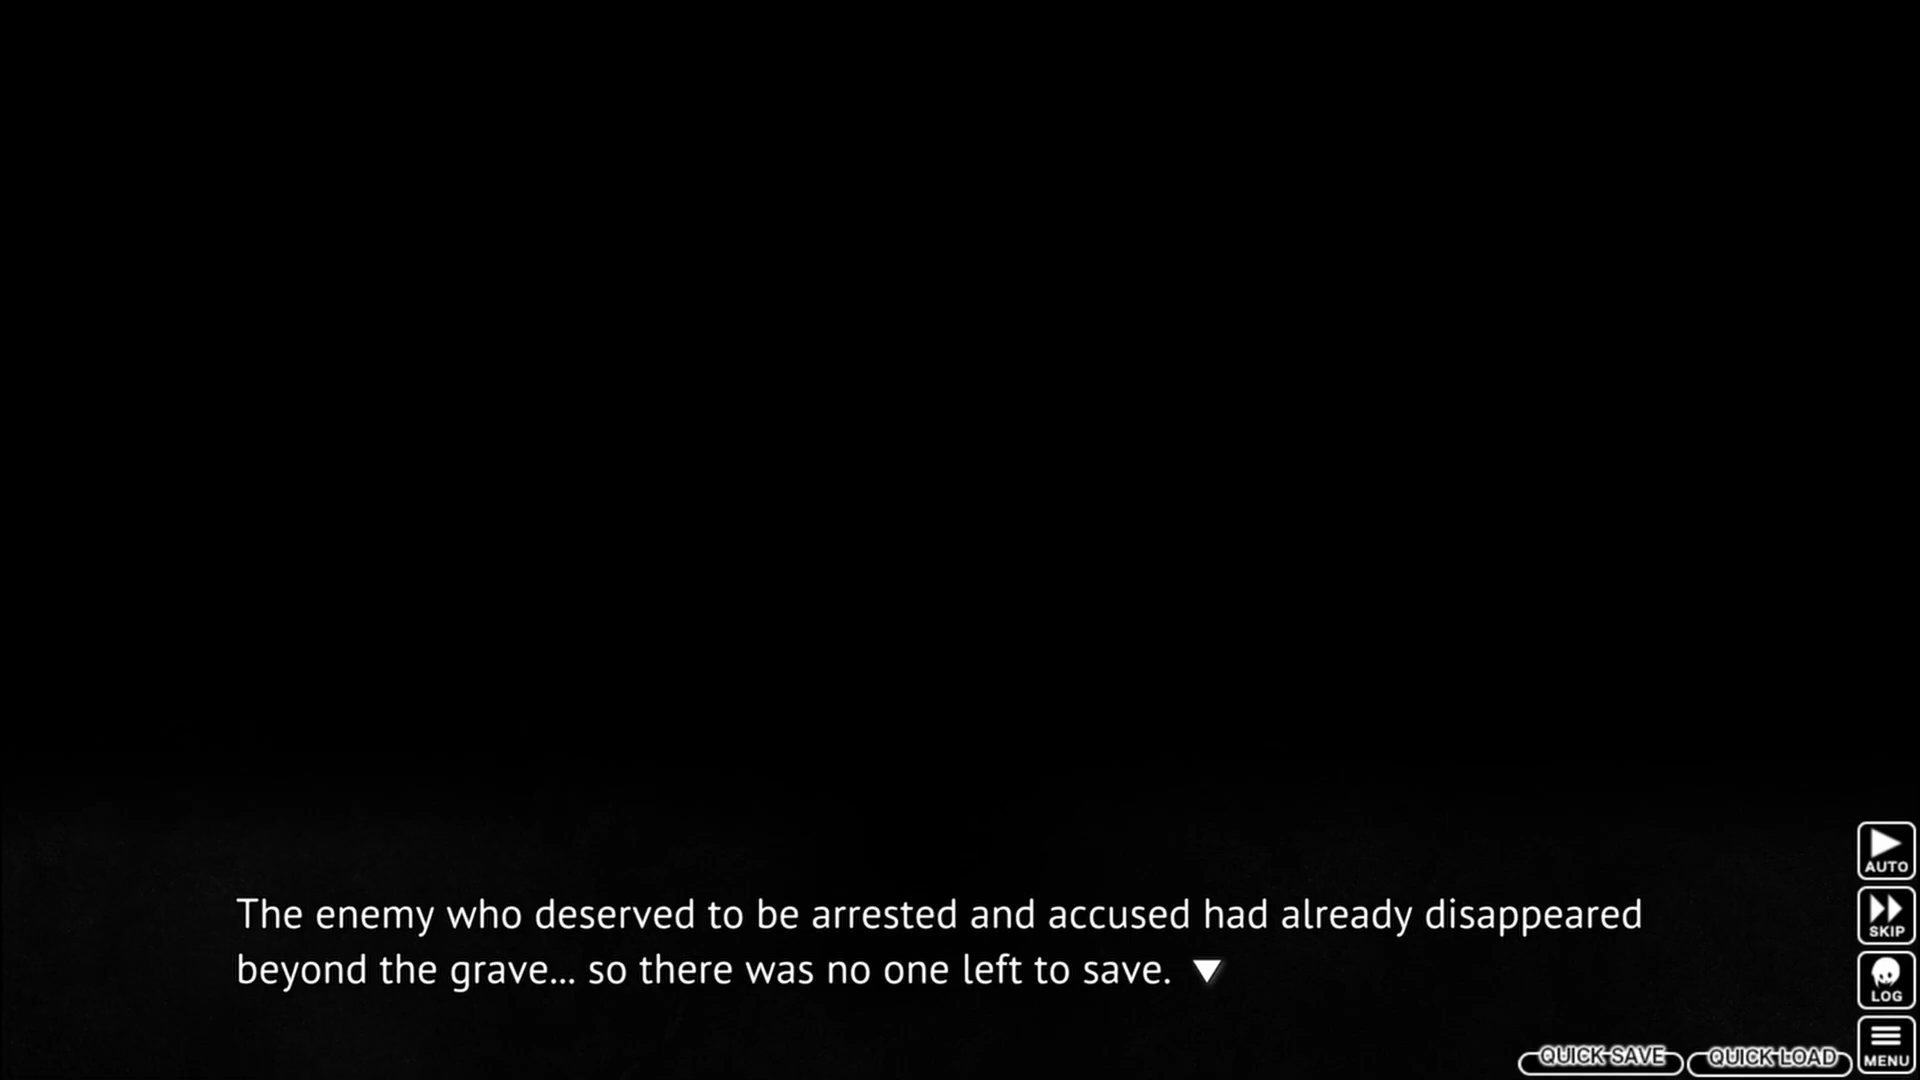 The enemy who deserved to be arrested and accused had already disappeared
beyond the grave... so there was no one left to save.
AUTO
SKIP
LOG
MENU
QUICK SAVE
QUICK LOAD